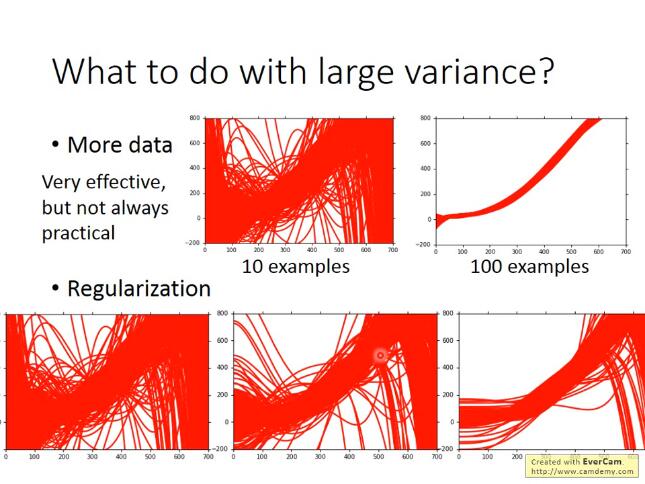 What to do with large variance?
• More data
Very effective,
but not always
practical
800
600
400
200
0
−200
0 100 200 300 400 500 600 700
10 examples
800
600
400
200
0
−200
0 100 200 300 400 500 600 700
100 examples
• Regularization
0 100 200 300 400 500 600 700
800
600
400
200
0
−200
0 100 200 300 400 500 600 700
800
600
400
200
0
−200
0 100 200 300 400 500
Created with EverCam.
http://www.camdemy.com